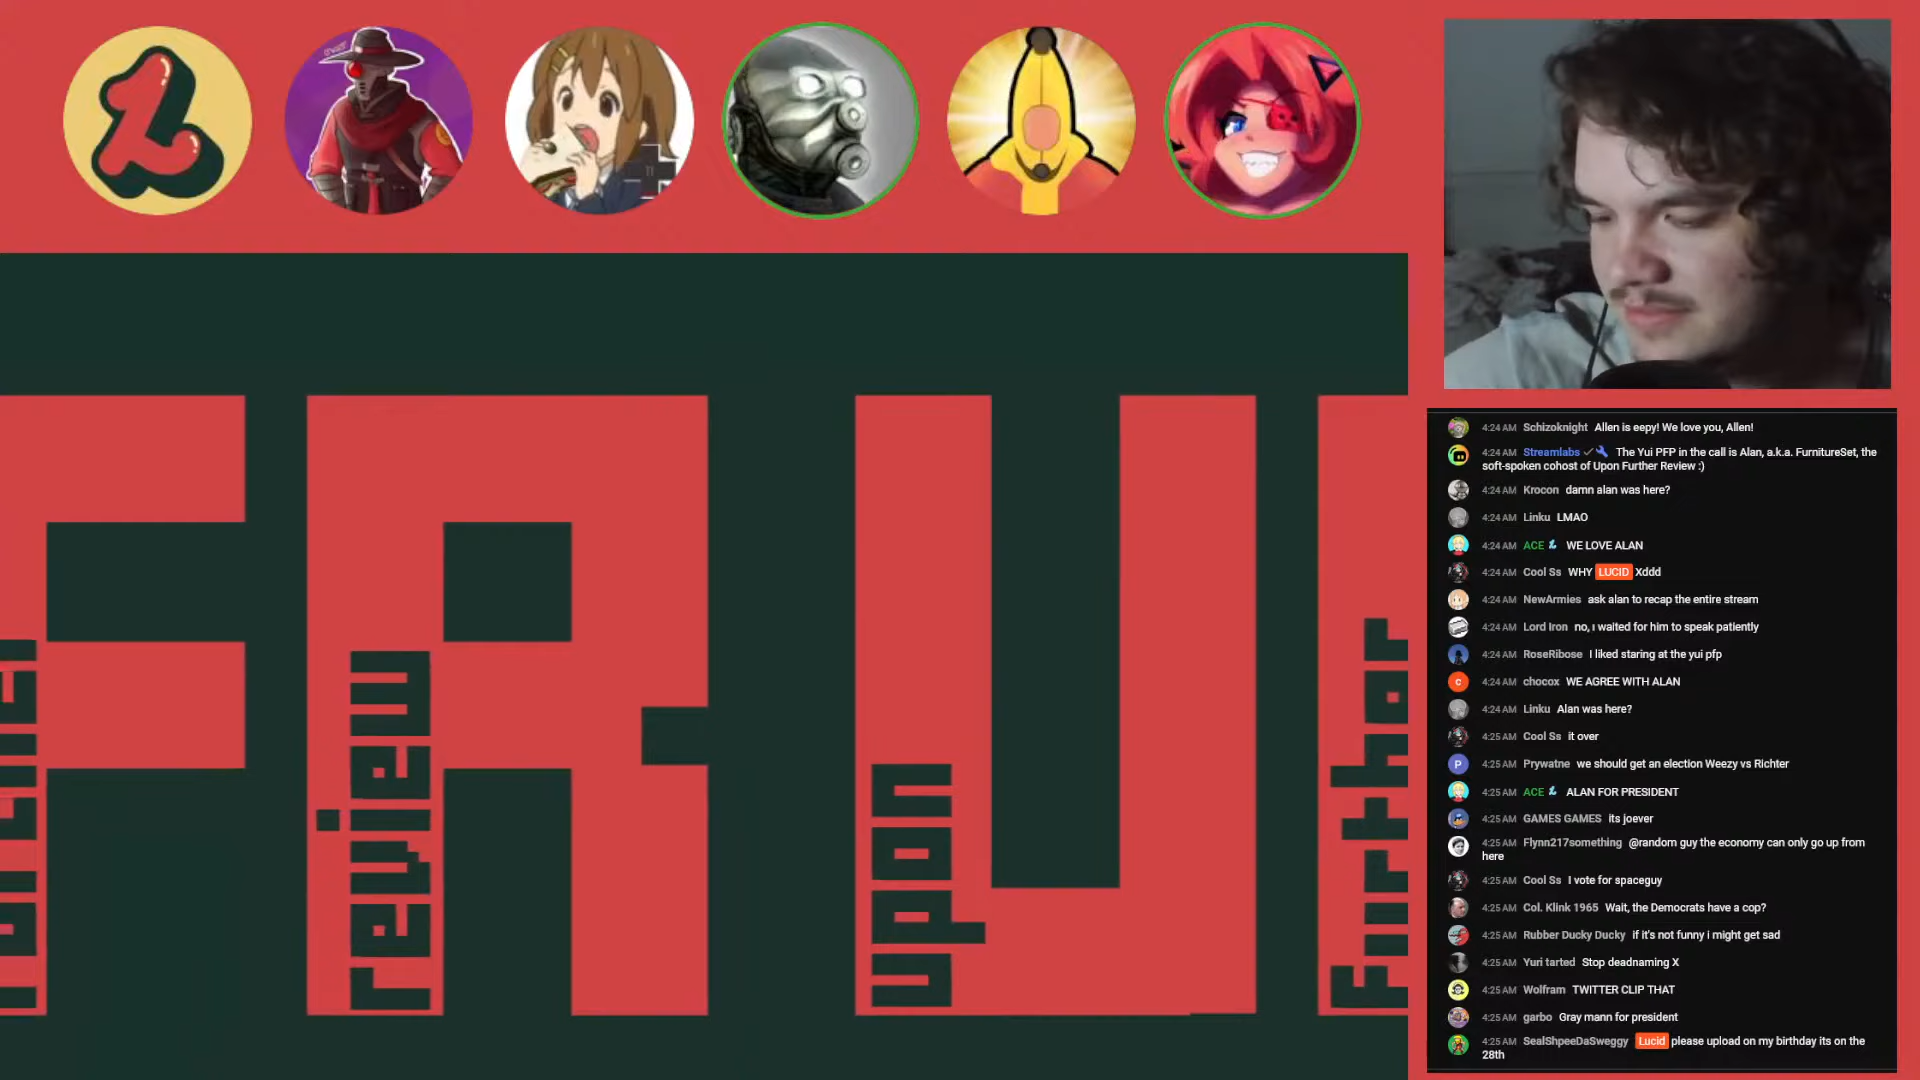 review
upon
further
4:24 AM Schizoknight Allen is eepy! We love you, Allen!
4:24 AM Streamlabs The Yui PFP in the call is Alan, a.k.a. FurnitureSet, the
soft-spoken cohost of Upon Further Review :)
4:24 AM Krocon damn alan was here?
4:24 AM Linku LMAO
4:24 AM ACE WE LOVE ALAN
4:24 AM Cool Ss WHY LUCID Xddd
4:24 AM NewArmies ask alan to recap the entire stream
4:24 AM Lord Iron no, i waited for him to speak patiently
4:24 AM RoseRibose I liked staring at the yui pfp
4:24 AM chocox WE AGREE WITH ALAN
4:24 AM Linku Alan was here?
4:25 AM Cool Ss it over
4:25 AM Prywatne we should get an election Weezy vs Richter
4:25 AM ACE ALAN FOR PRESIDENT
4:25 AM GAMES GAMES its joever
4:25 AM Flynn217something @random guy the economy can only go up from
here
4:25 AM Cool Ss I vote for spaceguy
4:25 AM Col. Klink 1965 Wait, the Democrats have a cop?
4:25 AM Rubber Ducky Ducky if it's not funny i might get sad
4:25 AM Yuri tarted Stop deadnaming X
4:25 AM Wolfram TWITTER CLIP THAT
4:25 AM garbo Gray mann for president
4:25 AM SealShpeeDaSweggy Lucid please upload on my birthday its on the
28th